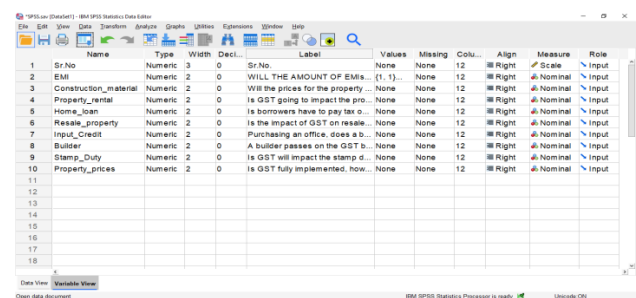 *SPSS.sav [DataSet1] - IBM SPSS Statistics Data Editor
File Edit View Data Transform Analyze Graphs Utilities Extensions Window Help
Name Type Width Deci... Label Values Missing Colu... Align Measure Role
1 Sr.No Numeric 3 0 Sr.No. None None 12 Right Scale Input
2 EMI Numeric 2 0 WILL THE AMOUNT OF EMIs... {1, 1}... None 12 Right Nominal Input
3 Construction_material Numeric 2 0 Will the prices for the property ... None None 12 Right Nominal Input
4 Property_rental Numeric 2 0 Is GST going to impact the pro... None None 12 Right Nominal Input
5 Home_loan Numeric 2 0 Is borrowers have to pay tax o... None None 12 Right Nominal Input
6 Resale_property Numeric 2 0 Is the impact of GST on resale... None None 12 Right Nominal Input
7 Input_Credit Numeric 2 0 Purchasing an office, does a b... None None 12 Right Nominal Input
8 Builder Numeric 2 0 A builder passes on the GST b... None None 12 Right Nominal Input
9 Stamp_Duty Numeric 2 0 Is GST will impact the stamp d... None None 12 Right Nominal Input
10 Property_prices Numeric 2 0 Is GST fully implemented, how... None None 12 Right Nominal Input
11
12
13
14
15
16
17
18
Data View Variable View
Open data document IBM SPSS Statistics Processor is ready Unicode:ON